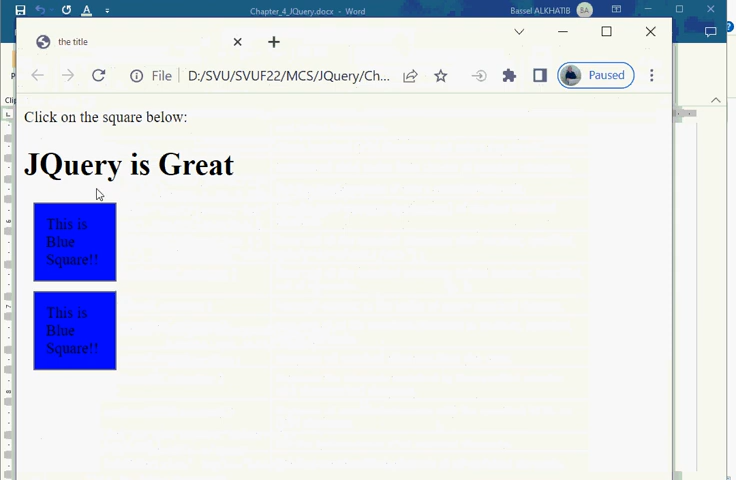 Chapter_4_JQuery.docx - Word
Bassel ALKHATIB
BA
the title
File
D:/SVU/SVUF22/MCS/JQuery/Ch...
Paused
Click on the square below:
JQuery is Great
This is
Blue
Square!!
This is
Blue
Square!!